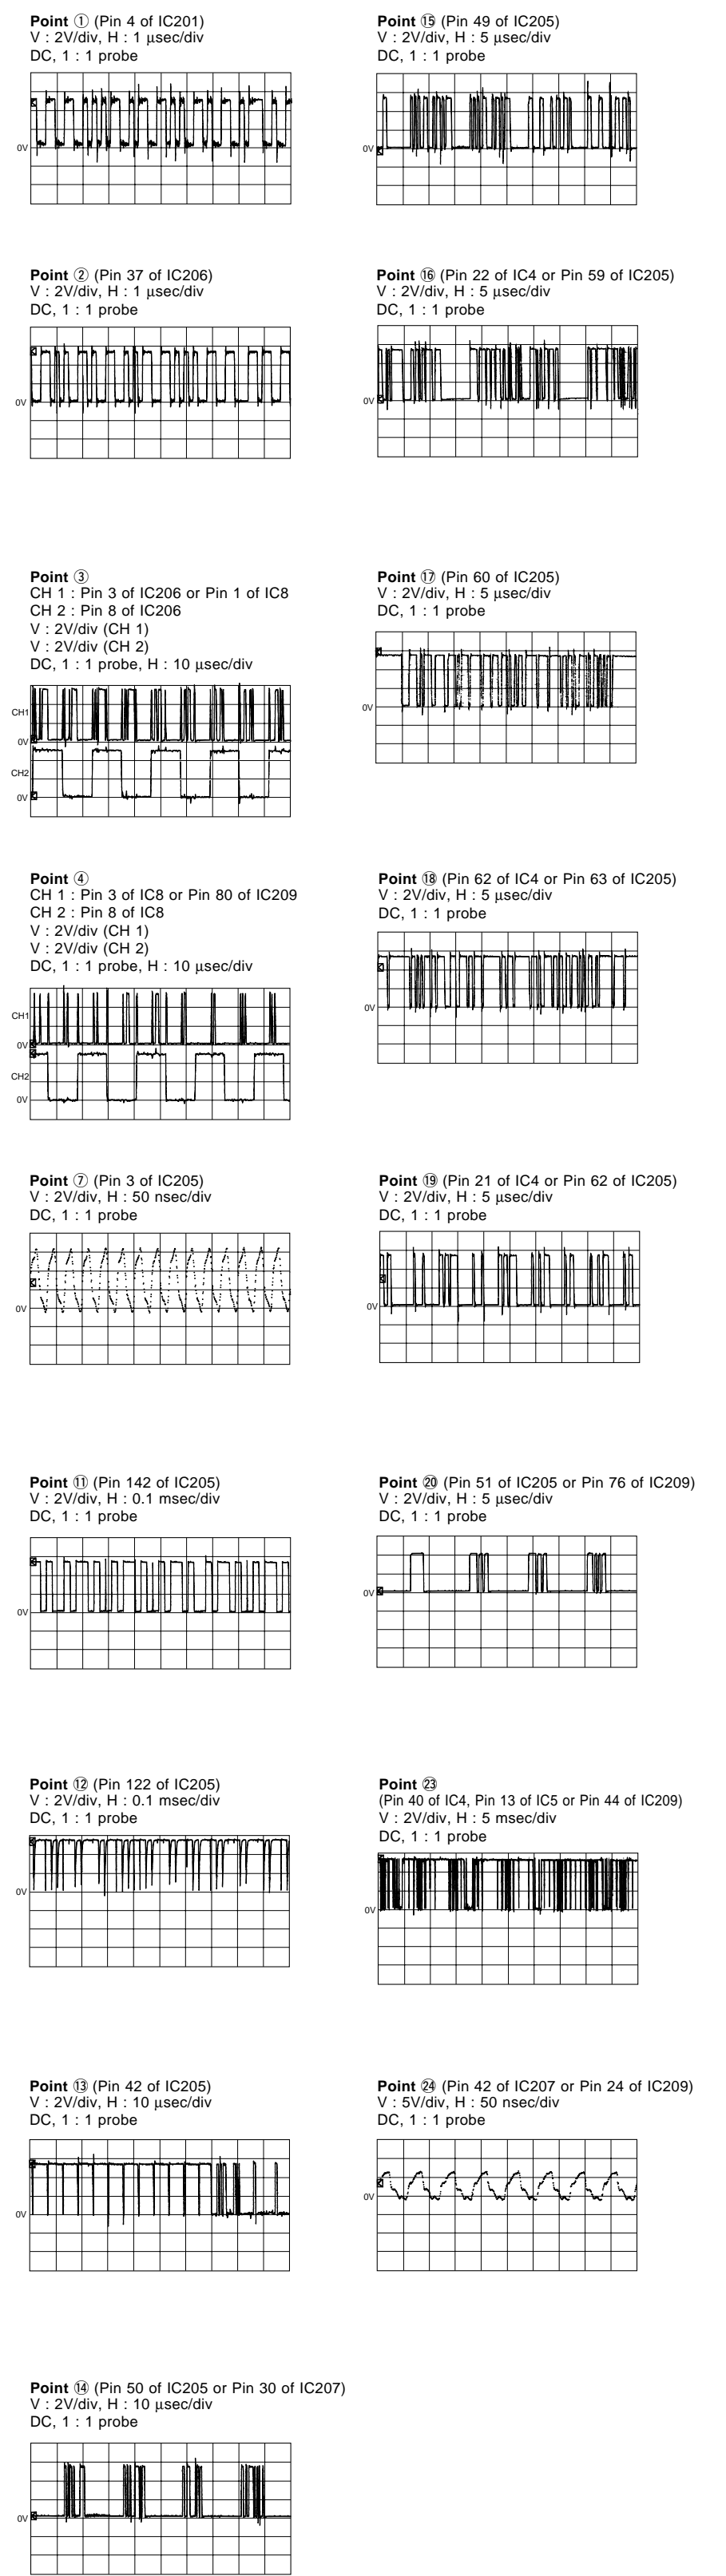 Point ① (Pin 4 of IC201)
V : 2V/div, H : 1 μsec/div
DC, 1 : 1 probe
0V
Point ② (Pin 37 of IC206)
V : 2V/div, H : 1 μsec/div
DC, 1 : 1 probe
0V
Point ③
CH 1 : Pin 3 of IC206 or Pin 1 of IC8
CH 2 : Pin 8 of IC206
V : 2V/div (CH 1)
V : 2V/div (CH 2)
DC, 1 : 1 probe, H : 10 μsec/div
CH1
0V
CH2
0V
Point ④
CH 1 : Pin 3 of IC8 or Pin 80 of IC209
CH 2 : Pin 8 of IC8
V : 2V/div (CH 1)
V : 2V/div (CH 2)
DC, 1 : 1 probe, H : 10 μsec/div
CH1
0V
CH2
0V
Point ⑦ (Pin 3 of IC205)
V : 2V/div, H : 50 nsec/div
DC, 1 : 1 probe
0V
Point ⑪ (Pin 142 of IC205)
V : 2V/div, H : 0.1 msec/div
DC, 1 : 1 probe
0V
Point ⑫ (Pin 122 of IC205)
V : 2V/div, H : 0.1 msec/div
DC, 1 : 1 probe
0V
Point ⑬ (Pin 42 of IC205)
V : 2V/div, H : 10 μsec/div
DC, 1 : 1 probe
0V
Point ⑭ (Pin 50 of IC205 or Pin 30 of IC207)
V : 2V/div, H : 10 μsec/div
DC, 1 : 1 probe
0V
Point ⑮ (Pin 49 of IC205)
V : 2V/div, H : 5 μsec/div
DC, 1 : 1 probe
0V
Point ⑯ (Pin 22 of IC4 or Pin 59 of IC205)
V : 2V/div, H : 5 μsec/div
DC, 1 : 1 probe
0V
Point ⑰ (Pin 60 of IC205)
V : 2V/div, H : 5 μsec/div
DC, 1 : 1 probe
0V
Point ⑱ (Pin 62 of IC4 or Pin 63 of IC205)
V : 2V/div, H : 5 μsec/div
DC, 1 : 1 probe
0V
Point ⑲ (Pin 21 of IC4 or Pin 62 of IC205)
V : 2V/div, H : 5 μsec/div
DC, 1 : 1 probe
0V
Point ⑳ (Pin 51 of IC205 or Pin 76 of IC209)
V : 2V/div, H : 5 μsec/div
DC, 1 : 1 probe
0V
Point ㉓
(Pin 40 of IC4, Pin 13 of IC5 or Pin 44 of IC209)
V : 2V/div, H : 5 msec/div
DC, 1 : 1 probe
0V
Point ㉔ (Pin 42 of IC207 or Pin 24 of IC209)
V : 5V/div, H : 50 nsec/div
DC, 1 : 1 probe
0V